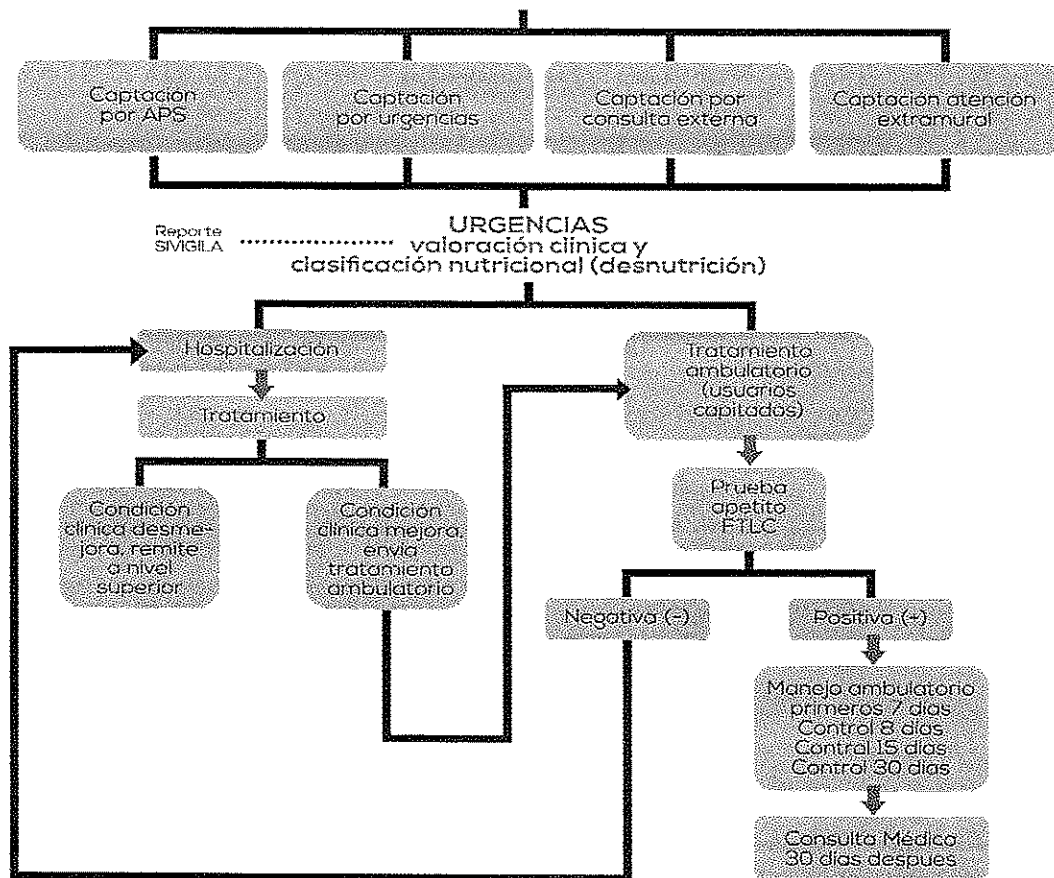 Captación
por APS
Captación
por urgencias
Captación por
consulta externa
Captación atención
extramural
Reporte
SIVIGILA
URGENCIAS
valoración clínica y
clasificación nutricional (desnutrición)
Hospitalización
Tratamiento
Condición
clínica desme-
jora, remite
a nivel
superior
Condición
clínica mejora,
envía
tratamiento
ambulatorio
Tratamiento
ambulatorio
(usuarios
capitados)
Prueba
apetito
FTLC
Negativa (-)
Positiva (+)
Manejo ambulatorio
primeros 7 días
Control 8 días
Control 15 días
Control 30 días
Consulta Médica
30 días despues